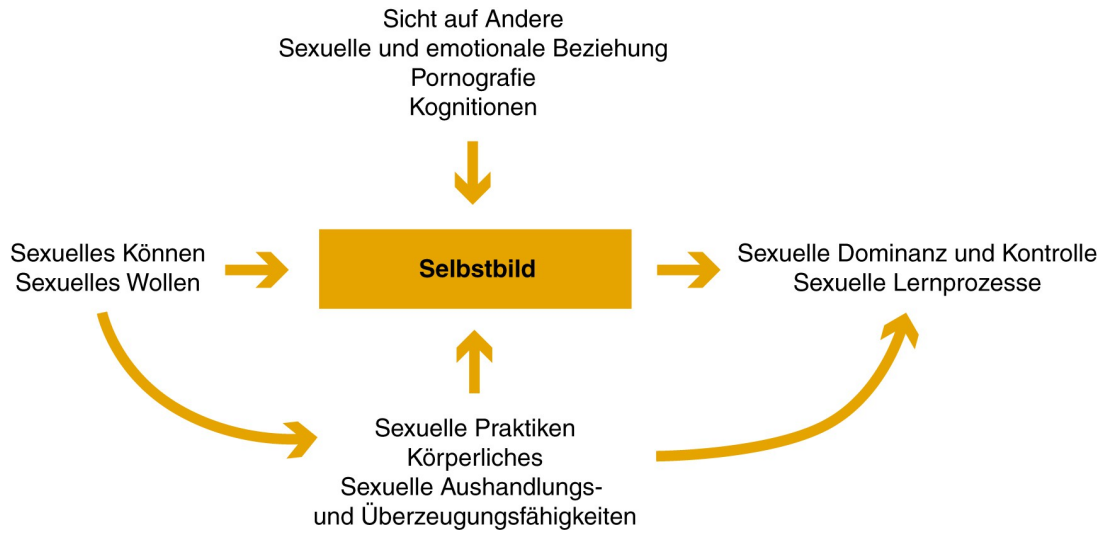 Sicht auf Andere
Sexuelle und emotionale Beziehung
Pornografie
Kognitionen
Sexuelles Können
Sexuelles Wollen
Selbstbild
Sexuelle Dominanz und Kontrolle
Sexuelle Lernprozesse
Sexuelle Praktiken
Körperliches
Sexuelle Aushandlungs-
und Überzeugungsfähigkeiten